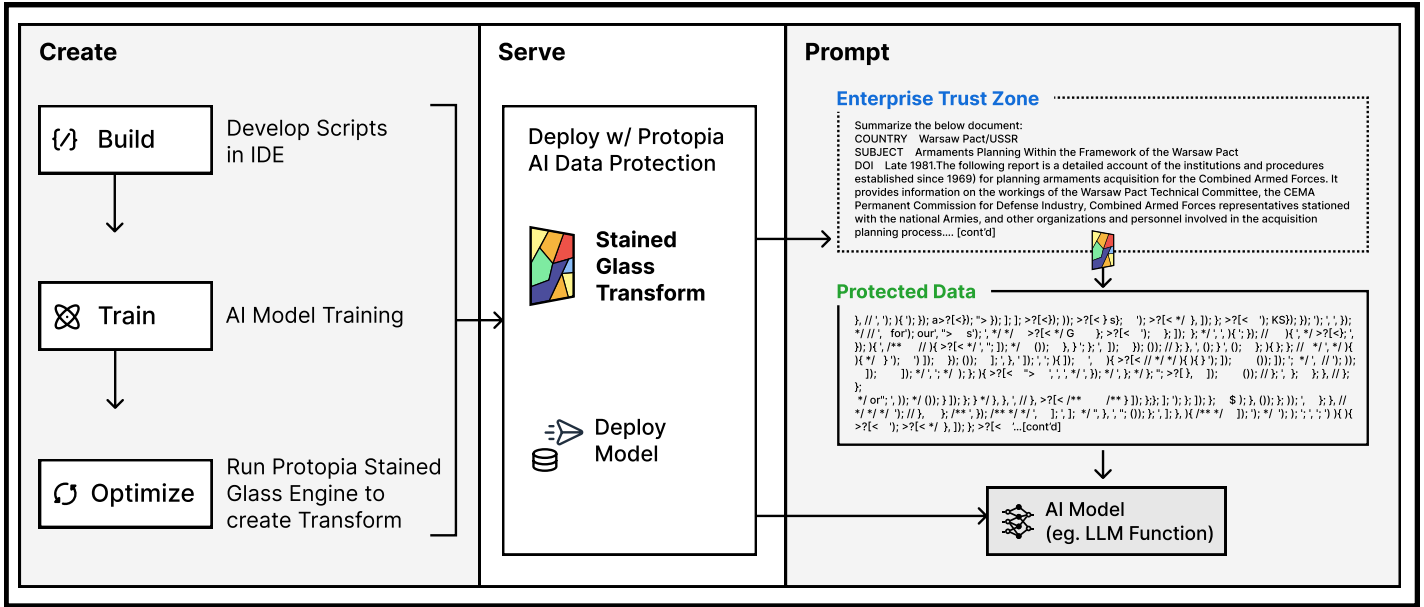 Create
{/} Build
Develop Scripts
in IDE
Train
AI Model Training
Optimize
Run Protopia Stained
Glass Engine to
create Transform
Serve
Deploy w/ Protopia
AI Data Protection
Stained
Glass
Transform
Deploy
Model
Prompt
Enterprise Trust Zone
Summarize the below document:
COUNTRY Warsaw Pact/USSR
SUBJECT Armaments Planning Within the Framework of the Warsaw Pact
DOI Late 1981.The following report is a detailed account of the institutions and procedures
established since 1969) for planning armaments acquisition for the Combined Armed Forces. It
provides information on the workings of the Warsaw Pact Technical Committee, the CEMA
Permanent Commission for Defense Industry, Combined Armed Forces representatives stationed
with the national Armies, and other organizations and personnel involved in the acquisition
planning process.... [cont'd]
Protected Data
}, // ', '); ){ '); }); a>?[<}); "> }); ]; ]; >?[<}); )); >?[< } s}; '); >?[< */ }, ]); }; >?[< '); KS}); }); '); ', ', });
*/ // ', for'); our', "> s'); ', */ */ >?[< */ G }; >?[< '); }; ]); }; */ ', ', ){ '; }); // ){ ', */ >?[<}; ',
}); ){ ', /** // ){ >?[< */ ', "; ]); */ ()); }, } '; }; ', ]); }); ()); // }; }, ', (); } ', (); }; ){ }; }; // */ ', */ ){
){ */ } '); ') ]); }); ()); ]; ', }, ' ]); ', '; ){ ]); ', ){ >?[< // */ */ ){ ){ } '); ]); ()); ]); '; */ ', // '); ));
]); ]); */ ', '; */ ); }; ){ >?[< "> ', ', ', */ ', }); */ ', }; */ }; "; >?[ }, ]); ()); // }; ', }; }; }, // };
};
*/ or"; ', )); */ ()); } ]); }; } */ }, }, ', // }, >?[< /** /** } ]); };}; ]; '); }; ]); }; $ ); }, ()); }; )); ', }; }, //
*/ */ */ '); // }, }; /** ', }); /** */ */ ', ]; ', ]; */ ", }, ', "; ()); }; ', ]; }, ){ /** */ ]); '); */ '); ); '; ', '; ') ){ ){
>?[< '); >?[< */ }, ]); }; >?[< '...[cont'd]
AI Model
(eg. LLM Function)